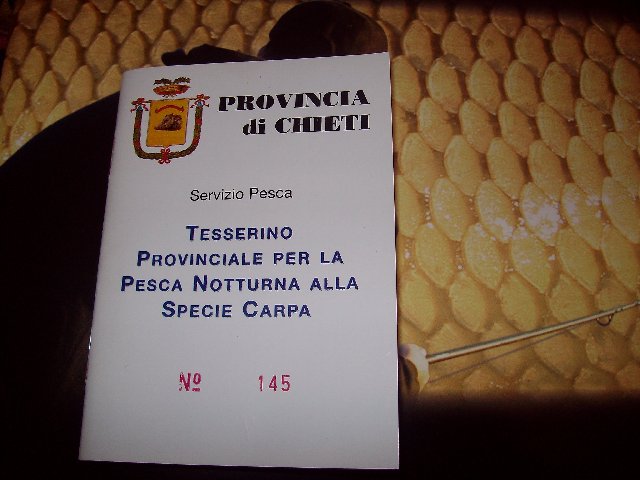 PROVINCIA
di CHIETI
Servizio Pesca
TESSERINO
PROVINCIALE PER LA
PESCA NOTTURNA ALLA
SPECIE CARPA
Nº 145